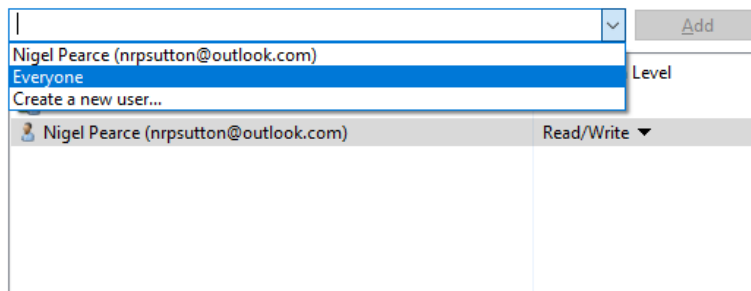 Add
Nigel Pearce (nrpsutton@outlook.com)
Everyone
Level
Create a new user...
Nigel Pearce (nrpsutton@outlook.com) Read/Write